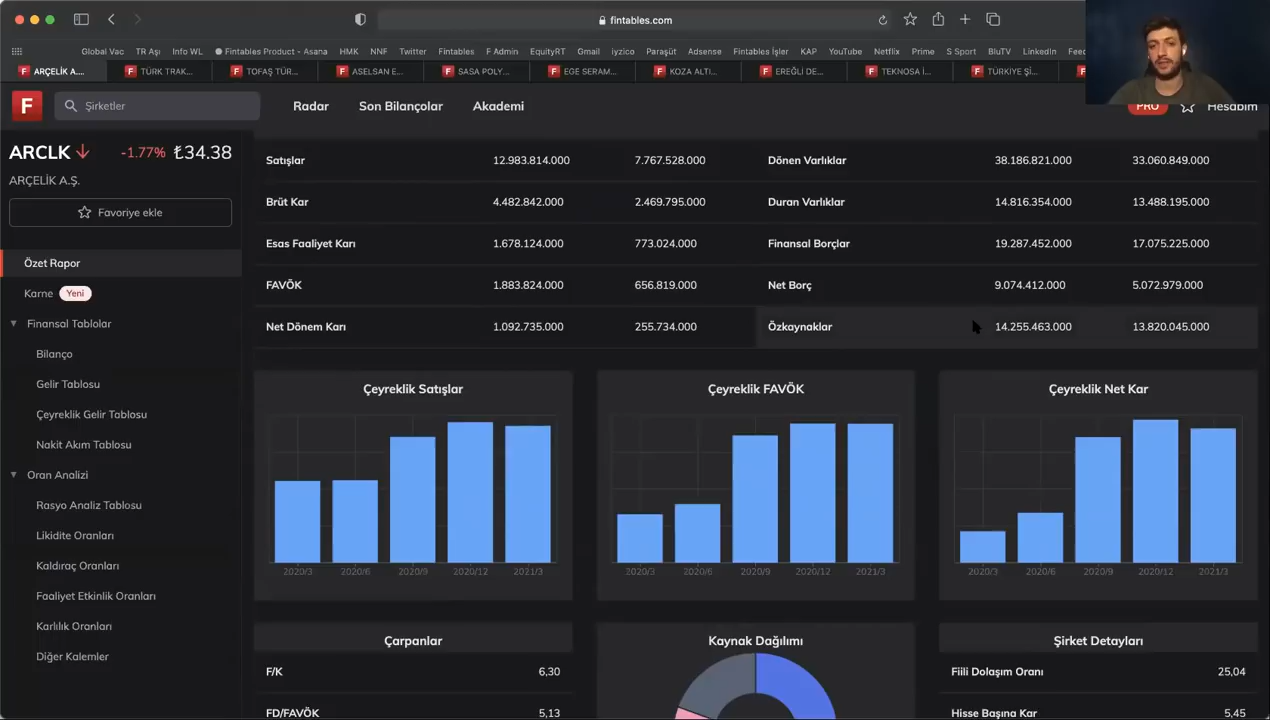 fintables.com
Global Vac TR Aşı Info WL Fintables Product - Asana HMK NNF Twitter Fintables F Admin EquityRT Gmail iyzico Paraşüt Adsense Fintables İşler KAP YouTube Netflix Prime S Sport BluTV LinkedIn
ARÇELİK A... TÜRK TRAK... TOFAŞ TÜR... ASELSAN E... SASA POLY... EGE SERAM... KOZA ALTI... EREĞLİ DE... TEKNOSA İ... TÜRKİYE Şİ...
F Şirketler Radar Son Bilançolar Akademi PRO Hesabım
ARCLK -1.77% ₺34.38
ARÇELİK A.Ş.
Favoriye ekle
Özet Rapor
Karne Yeni
Finansal Tablolar
Bilanço
Gelir Tablosu
Çeyreklik Gelir Tablosu
Nakit Akım Tablosu
Oran Analizi
Rasyo Analiz Tablosu
Likidite Oranları
Kaldıraç Oranları
Faaliyet Etkinlik Oranları
Karlılık Oranları
Diğer Kalemler
Satışlar 12.983.814.000 7.767.528.000 Dönen Varlıklar 38.186.821.000 33.060.849.000
Brüt Kar 4.482.842.000 2.469.795.000 Duran Varlıklar 14.816.354.000 13.488.195.000
Esas Faaliyet Karı 1.678.124.000 773.024.000 Finansal Borçlar 19.287.452.000 17.075.225.000
FAVÖK 1.883.824.000 656.819.000 Net Borç 9.074.412.000 5.072.979.000
Net Dönem Karı 1.092.735.000 255.734.000 Özkaynaklar 14.255.463.000 13.820.045.000
Çeyreklik Satışlar
2020/3 2020/6 2020/9 2020/12 2021/3
Çeyreklik FAVÖK
2020/3 2020/6 2020/9 2020/12 2021/3
Çeyreklik Net Kar
2020/3 2020/6 2020/9 2020/12 2021/3
Çarpanlar
F/K 6,30
FD/FAVÖK 5,13
Kaynak Dağılımı
Şirket Detayları
Fiili Dolaşım Oranı 25,04
Hisse Başına Kar 5,45